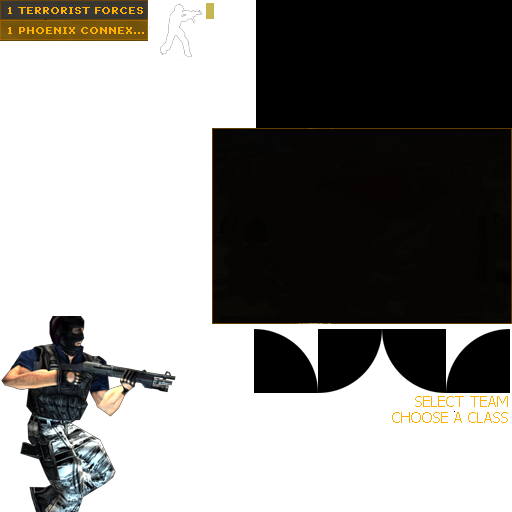 1 TERRORIST FORCES
1 PHOENIX CONNEX...
SELECT TEAM
CHOOSE A CLASS